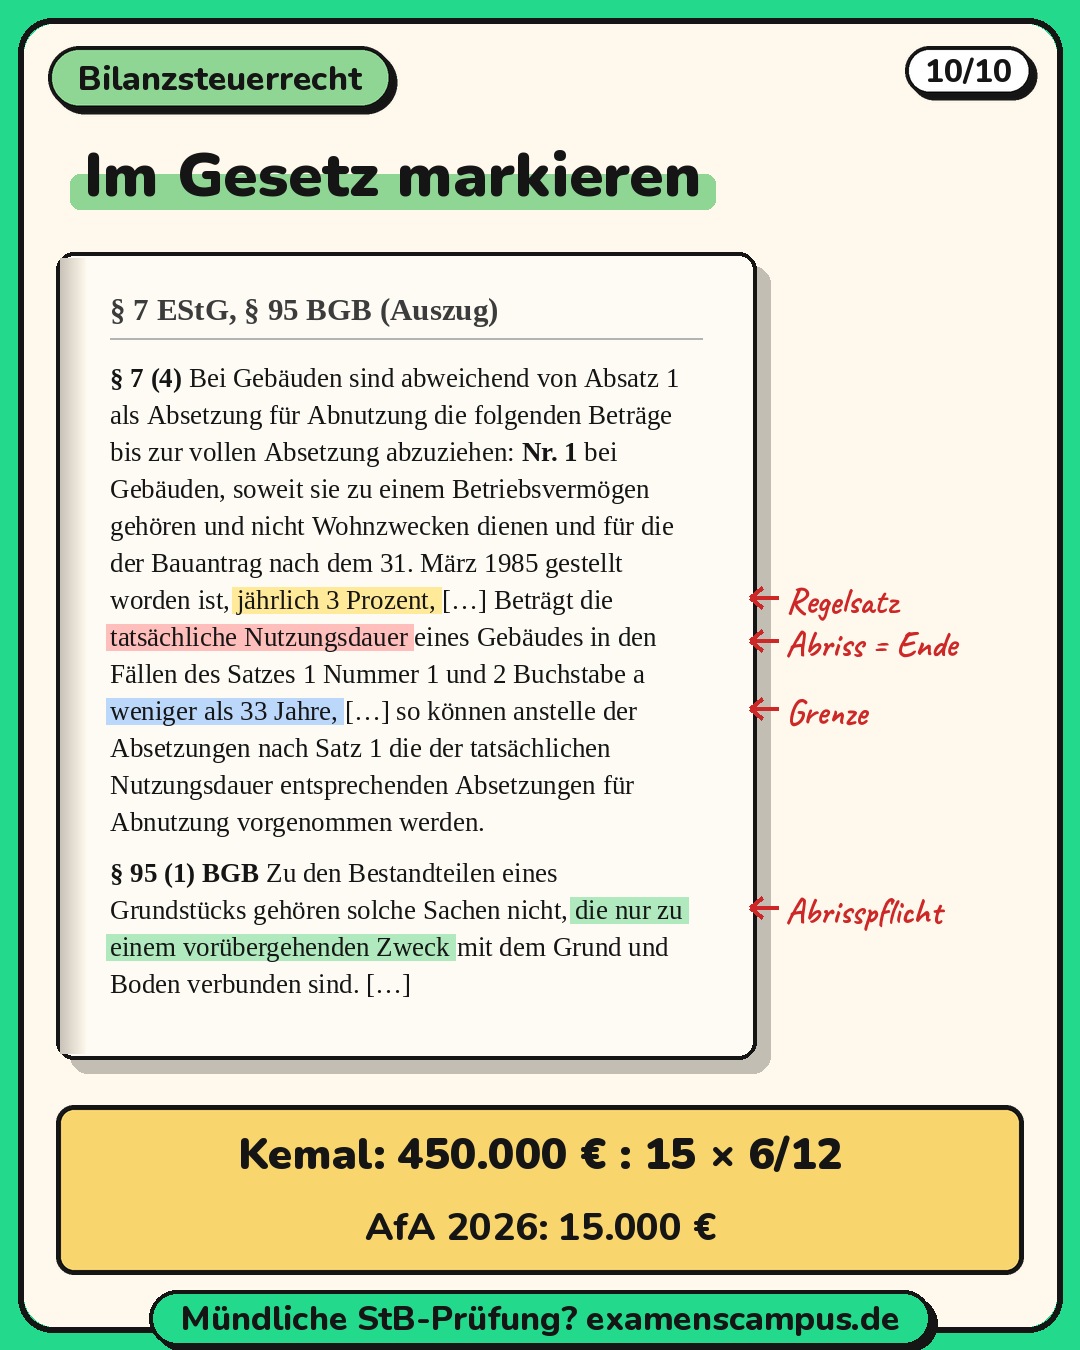 Bilanzsteuerrecht
10/10
Im Gesetz markieren
§ 7 EStG, § 95 BGB (Auszug)
§ 7 (4) Bei Gebäuden sind abweichend von Absatz 1
als Absetzung für Abnutzung die folgenden Beträge
bis zur vollen Absetzung abzuziehen: Nr. 1 bei
Gebäuden, soweit sie zu einem Betriebsvermögen
gehören und nicht Wohnzwecken dienen und für die
der Bauantrag nach dem 31. März 1985 gestellt
worden ist, jährlich 3 Prozent, […] Beträgt die
Regelsatz
tatsächliche Nutzungsdauer eines Gebäudes in den
Abriss = Ende
Fällen des Satzes 1 Nummer 1 und 2 Buchstabe a
weniger als 33 Jahre, […] so können anstelle der
Grenze
Absetzungen nach Satz 1 die der tatsächlichen
Nutzungsdauer entsprechenden Absetzungen für
Abnutzung vorgenommen werden.
§ 95 (1) BGB Zu den Bestandteilen eines
Grundstücks gehören solche Sachen nicht, die nur zu
Abrisspflicht
einem vorübergehenden Zweck mit dem Grund und
Boden verbunden sind. […]
Kemal: 450.000 € : 15 × 6/12
AfA 2026: 15.000 €
Mündliche StB-Prüfung? examenscampus.de